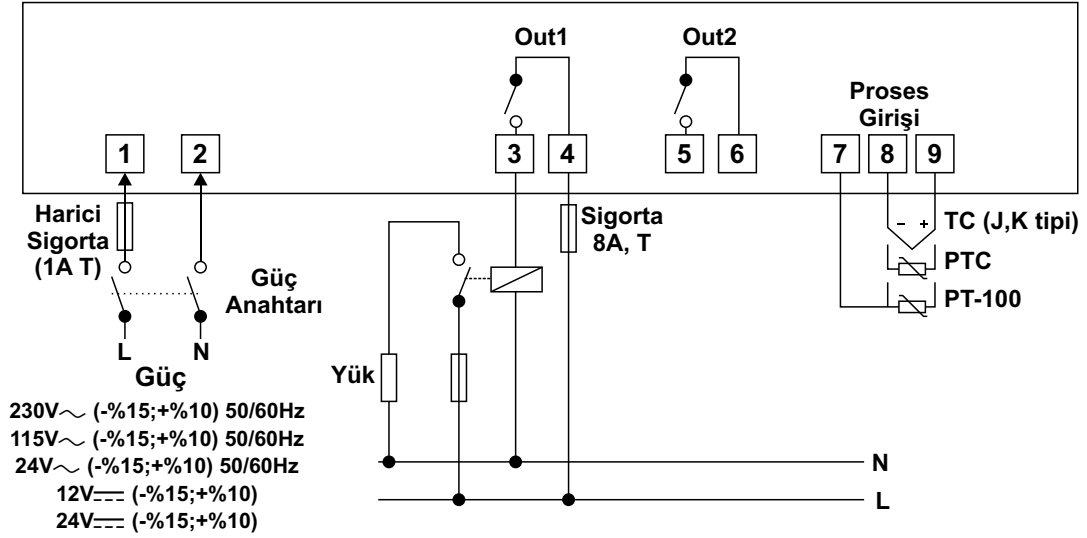 Out1
Out2
Proses
Girişi
1
2
3
4
5
6
7
8
9
Harici
Sigorta
(1A T)
Güç
Anahtarı
L
N
Güç
230V～ (-%15;+%10) 50/60Hz
115V～ (-%15;+%10) 50/60Hz
24V～ (-%15;+%10) 50/60Hz
12V⎓ (-%15;+%10)
24V⎓ (-%15;+%10)
Yük
Sigorta
8A, T
- +
TC (J,K tipi)
PTC
PT-100
N
L